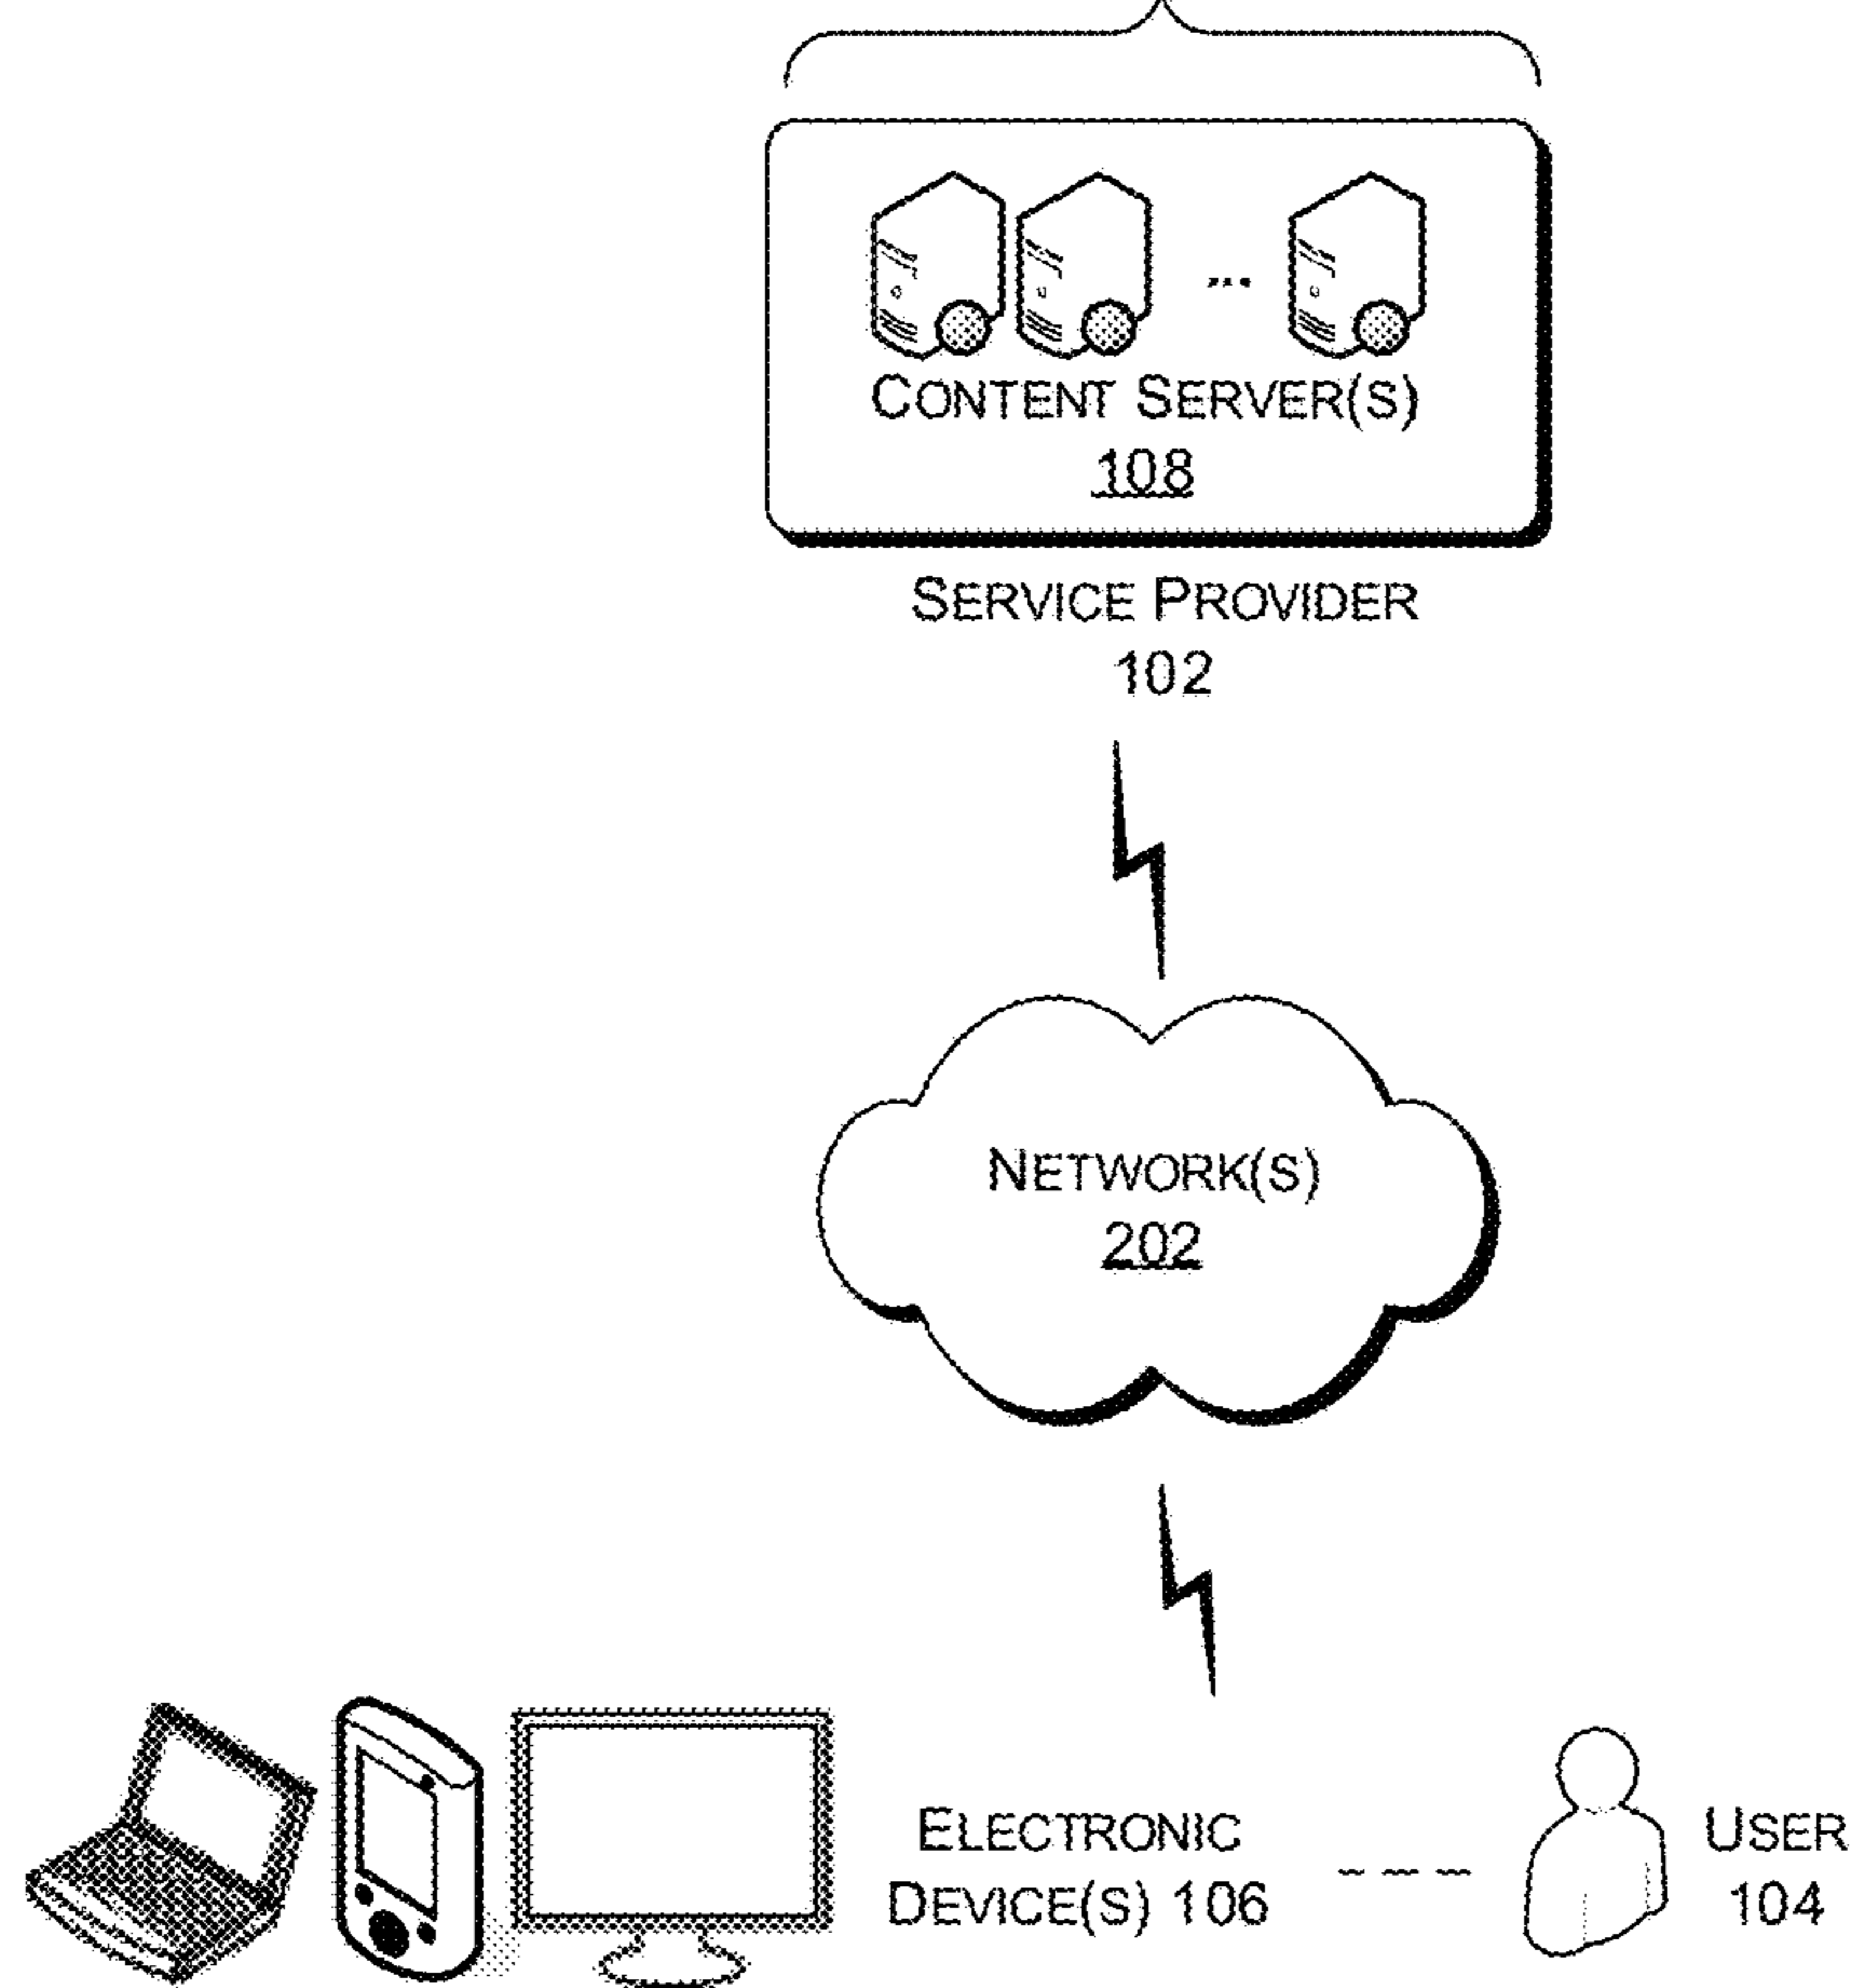 CONTENT SERVER(S)
108
SERVICE PROVIDER
102
NETWORK(S)
202
ELECTRONIC
DEVICE(S) 106
USER
104